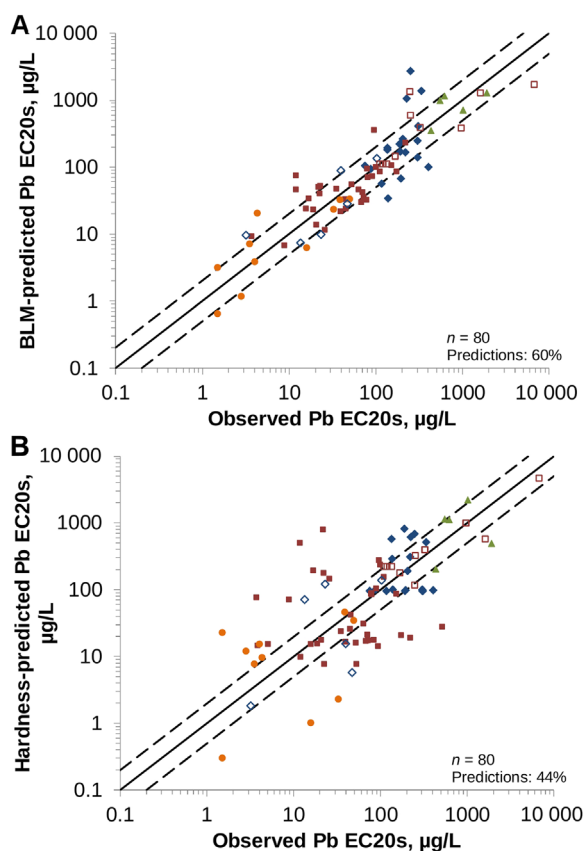 A
10 000
1000
100
10
1
0.1
BLM-predicted Pb EC20s, µg/L
n = 80
Predictions: 60%
0.1 1 10 100 1000 10 000
Observed Pb EC20s, µg/L
B
10 000
1000
100
10
1
0.1
Hardness-predicted Pb EC20s,
µg/L
n = 80
Predictions: 44%
0.1 1 10 100 1000 10 000
Observed Pb EC20s, µg/L